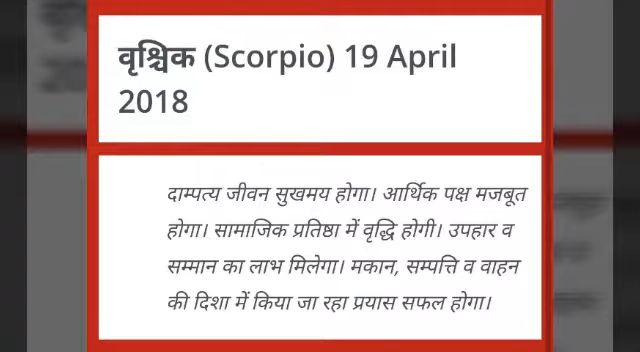 वृश्चिक (Scorpio) 19 April
2018
दाम्पत्य जीवन सुखमय होगा। आर्थिक पक्ष मजबूत
होगा। सामाजिक प्रतिष्ठा में वृद्धि होगी। उपहार व
सम्मान का लाभ मिलेगा। मकान, सम्पत्ति व वाहन
की दिशा में किया जा रहा प्रयास सफल होगा।